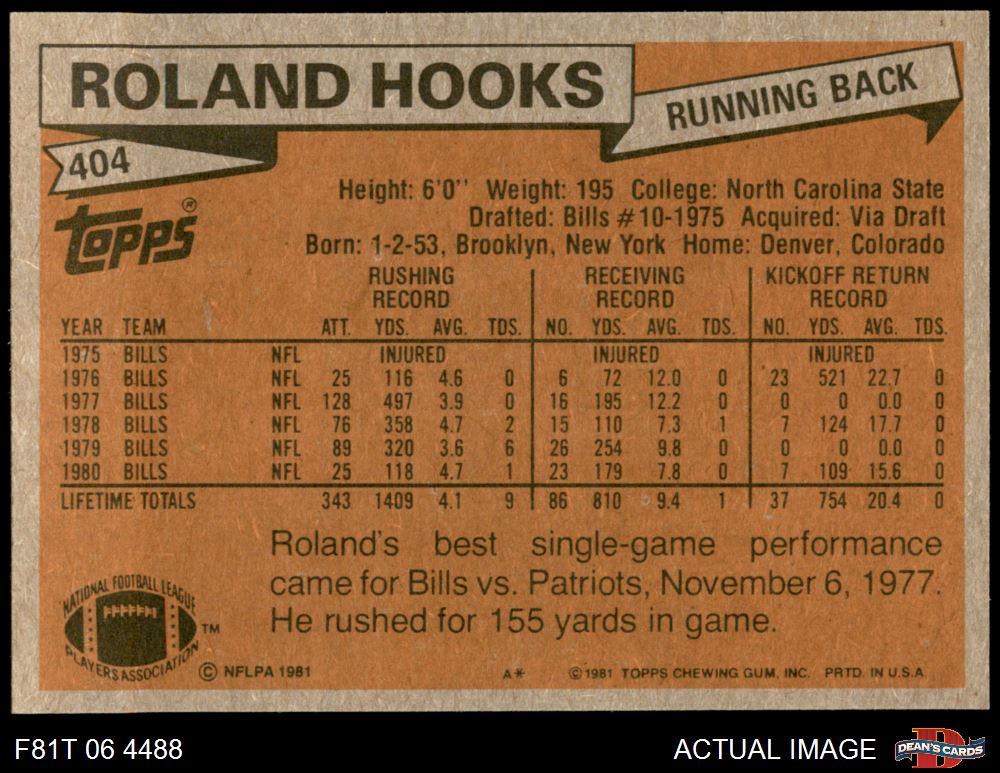 ROLAND HOOKS
RUNNING BACK
404
Topps®
Height: 6'0'' Weight: 195 College: North Carolina State
Drafted: Bills #10-1975 Acquired: Via Draft
Born: 1-2-53, Brooklyn, New York Home: Denver, Colorado
RUSHING RECORD RECEIVING RECORD KICKOFF RETURN RECORD
YEAR TEAM ATT. YDS. AVG. TDS. NO. YDS. AVG. TDS. NO. YDS. AVG. TDS.
1975 BILLS NFL INJURED INJURED INJURED
1976 BILLS NFL 25 116 4.6 0 6 72 12.0 0 23 521 22.7 0
1977 BILLS NFL 128 497 3.9 0 16 195 12.2 0 0 0 0.0 0
1978 BILLS NFL 76 358 4.7 2 15 110 7.3 1 7 124 17.7 0
1979 BILLS NFL 89 320 3.6 6 26 254 9.8 0 0 0 0.0 0
1980 BILLS NFL 25 118 4.7 1 23 179 7.8 0 7 109 15.6 0
LIFETIME TOTALS 343 1409 4.1 9 86 810 9.4 1 37 754 20.4 0
Roland's best single-game performance
came for Bills vs. Patriots, November 6, 1977.
He rushed for 155 yards in game.
NATIONAL FOOTBALL LEAGUE
PLAYERS ASSOCIATION
TM
© NFLPA 1981
A* © 1981 TOPPS CHEWING GUM, INC. PRTD. IN U.S.A.
F81T 06 4488
ACTUAL IMAGE
D
DEAN'S CARDS